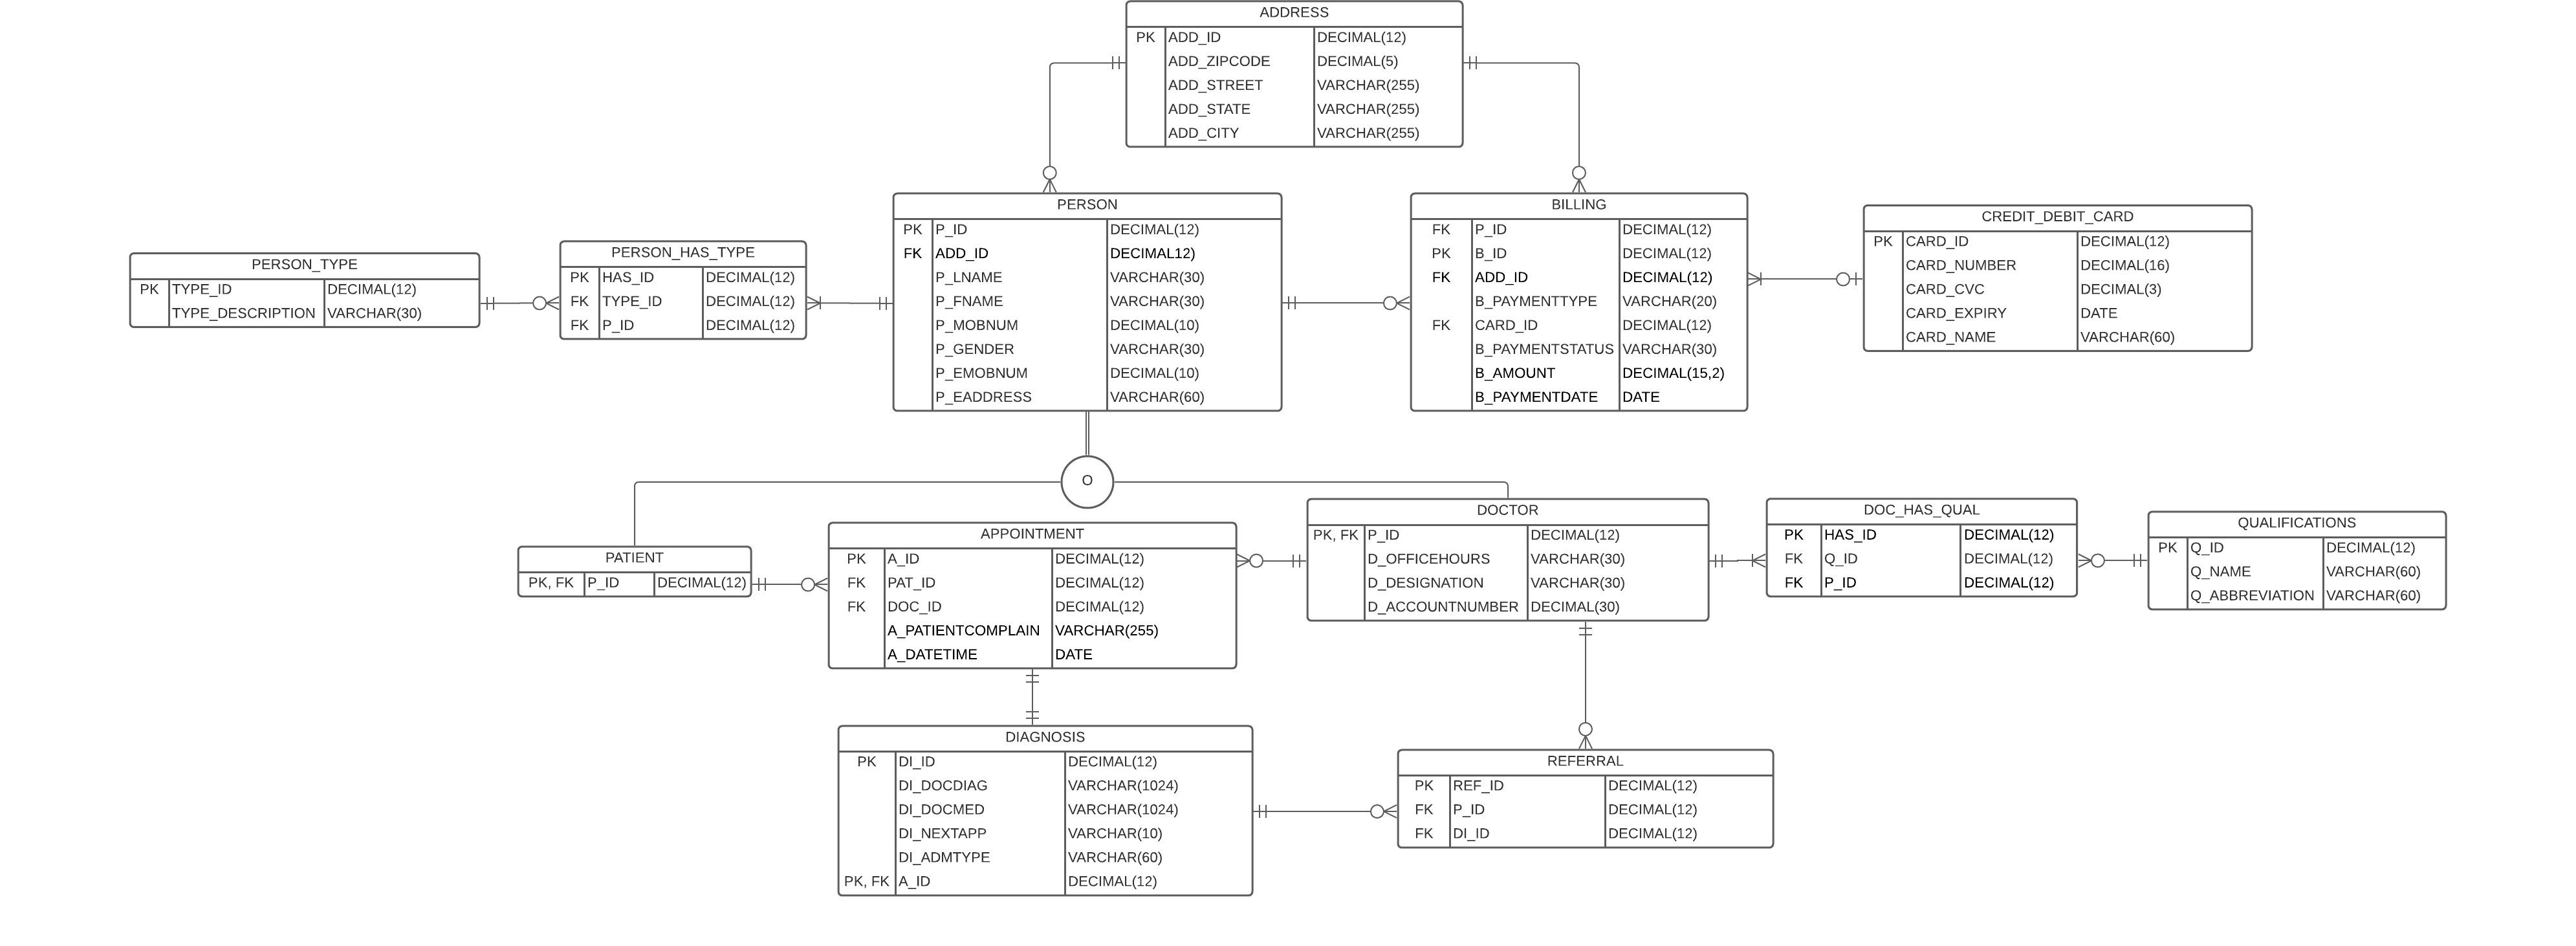 ADDRESS
PK ADD_ID DECIMAL(12)
ADD_ZIPCODE DECIMAL(5)
ADD_STREET VARCHAR(255)
ADD_STATE VARCHAR(255)
ADD_CITY VARCHAR(255)
PERSON_TYPE
PK TYPE_ID DECIMAL(12)
TYPE_DESCRIPTION VARCHAR(30)
PERSON_HAS_TYPE
PK HAS_ID DECIMAL(12)
FK TYPE_ID DECIMAL(12)
FK P_ID DECIMAL(12)
PERSON
PK P_ID DECIMAL(12)
FK ADD_ID DECIMAL12)
P_LNAME VARCHAR(30)
P_FNAME VARCHAR(30)
P_MOBNUM DECIMAL(10)
P_GENDER VARCHAR(30)
P_EMOBNUM DECIMAL(10)
P_EADDRESS VARCHAR(60)
BILLING
FK P_ID DECIMAL(12)
PK B_ID DECIMAL(12)
FK ADD_ID DECIMAL(12)
B_PAYMENTTYPE VARCHAR(20)
FK CARD_ID DECIMAL(12)
B_PAYMENTSTATUS VARCHAR(30)
B_AMOUNT DECIMAL(15,2)
B_PAYMENTDATE DATE
CREDIT_DEBIT_CARD
PK CARD_ID DECIMAL(12)
CARD_NUMBER DECIMAL(16)
CARD_CVC DECIMAL(3)
CARD_EXPIRY DATE
CARD_NAME VARCHAR(60)
O
PATIENT
PK, FK P_ID DECIMAL(12)
APPOINTMENT
PK A_ID DECIMAL(12)
FK PAT_ID DECIMAL(12)
FK DOC_ID DECIMAL(12)
A_PATIENTCOMPLAIN VARCHAR(255)
A_DATETIME DATE
DOCTOR
PK, FK P_ID DECIMAL(12)
D_OFFICEHOURS VARCHAR(30)
D_DESIGNATION VARCHAR(30)
D_ACCOUNTNUMBER DECIMAL(30)
DOC_HAS_QUAL
PK HAS_ID DECIMAL(12)
FK Q_ID DECIMAL(12)
FK P_ID DECIMAL(12)
QUALIFICATIONS
PK Q_ID DECIMAL(12)
Q_NAME VARCHAR(60)
Q_ABBREVIATION VARCHAR(60)
DIAGNOSIS
PK DI_ID DECIMAL(12)
DI_DOCDIAG VARCHAR(1024)
DI_DOCMED VARCHAR(1024)
DI_NEXTAPP VARCHAR(10)
DI_ADMTYPE VARCHAR(60)
PK, FK A_ID DECIMAL(12)
REFERRAL
PK REF_ID DECIMAL(12)
FK P_ID DECIMAL(12)
FK DI_ID DECIMAL(12)